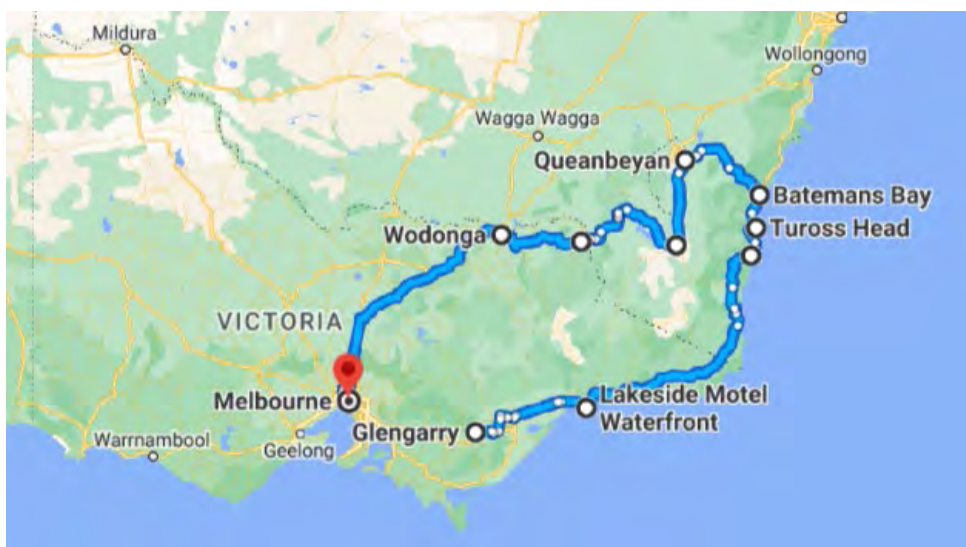 Mildura
Wollongong
Wagga Wagga
Queanbeyan
Batemans Bay
Tuross Head
Wodonga
VICTORIA
Melbourne
Lakeside Motel
Waterfront
Glengarry
Warrnambool
Geelong